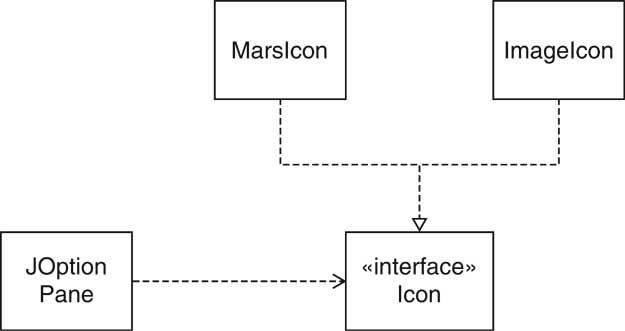 MarsIcon
ImageIcon
JOption
Pane
«interface»
Icon